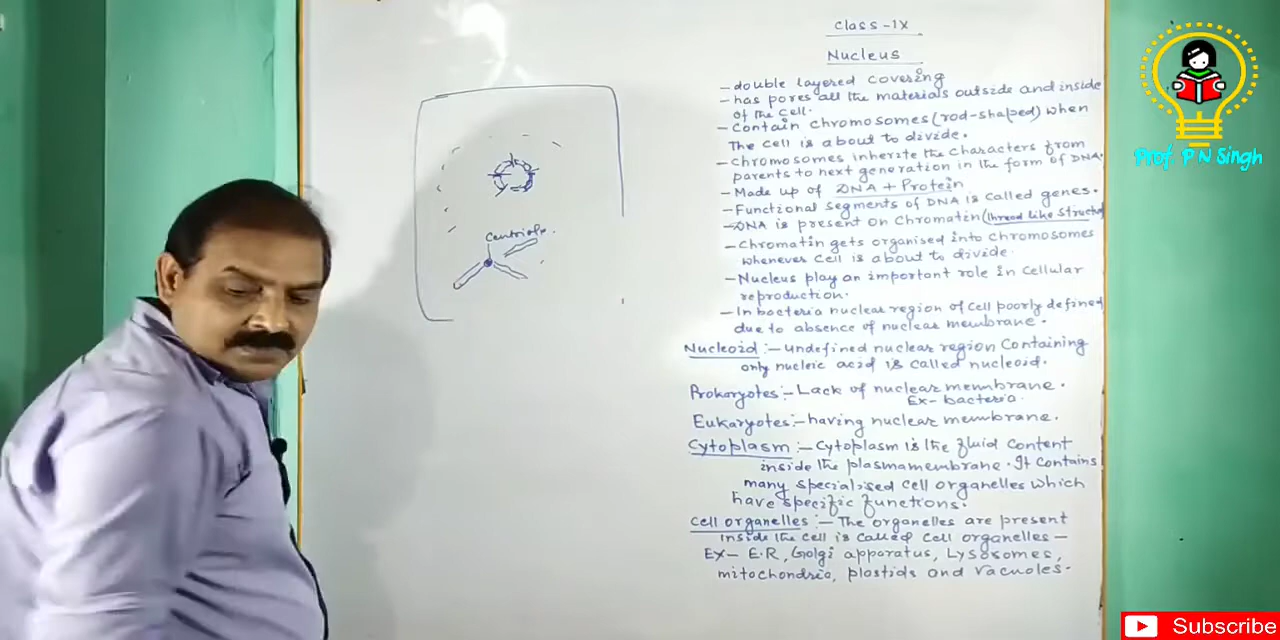 Class-IX
Nucleus
- double layered covering
- has pores all the materials outside and inside
of the cell.
- Contain chromosomes (rod-shaped) when
The cell is about to divide.
- Chromosomes inherite the characters from
parents to next generation in the form of DNA.
- Made up of DNA + Protein
- Functional segments of DNA is called genes.
- DNA is present on Chromatin (thread like
- Chromatin gets organised into chromosomes
whenever cell is about to divide.
- Nucleus play an important role in cellular
reproduction.
- In bacteria nuclear region of cell poorly defined
due to absence of nuclear membrane.
Nucleoid :- undefined nuclear region containing
only nucleic acid is called nucleoid.
Prokaryotes:- Lack of nuclear membrane.
Ex- bacteria.
Eukaryotes:- having nuclear membrane.
Cytoplasm :- Cytoplasm is the fluid content
inside the plasmamembrane. It contains
many specialised cell organelles which
have specific functions.
Cell organelles :- The organelles are present
inside the cell is called cell organelles -
Ex- E.R, Golgi apparatus, Lysosomes,
mitochondria, plastids and vacuoles.
Centriole.
Prof. P N Singh
Subscribe